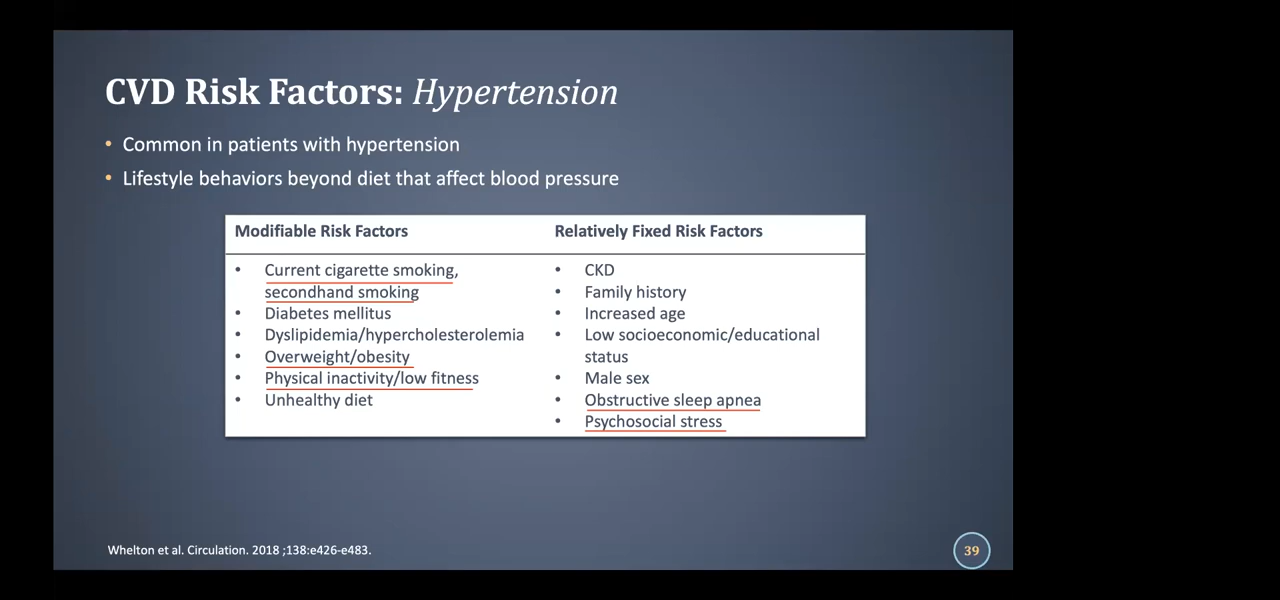 CVD Risk Factors: Hypertension
• Common in patients with hypertension
• Lifestyle behaviors beyond diet that affect blood pressure
Modifiable Risk Factors
• Current cigarette smoking,
secondhand smoking
• Diabetes mellitus
• Dyslipidemia/hypercholesterolemia
• Overweight/obesity
• Physical inactivity/low fitness
• Unhealthy diet
Relatively Fixed Risk Factors
• CKD
• Family history
• Increased age
• Low socioeconomic/educational
status
• Male sex
• Obstructive sleep apnea
• Psychosocial stress
Whelton et al. Circulation. 2018 ;138:e426-e483.
39